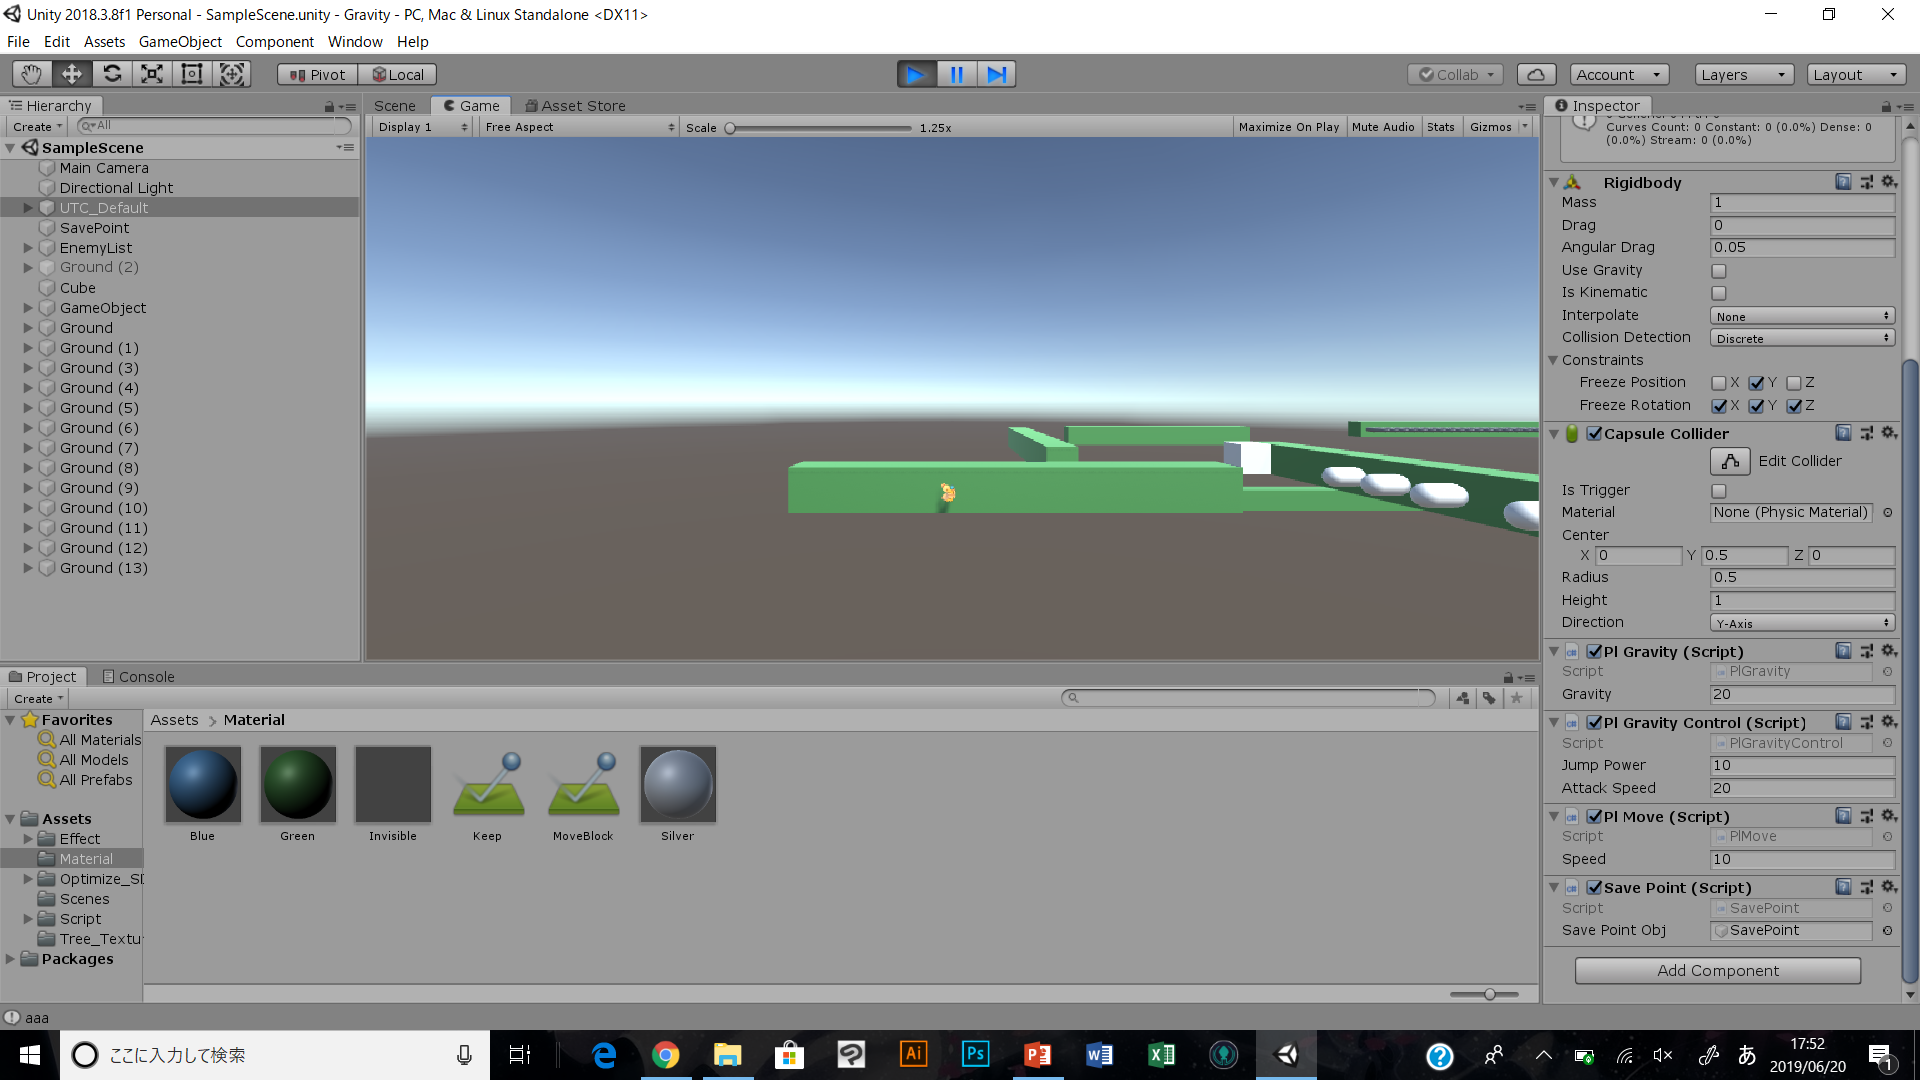 Unity 2018.3.8f1 Personal - SampleScene.unity - Gravity - PC, Mac & Linux Standalone <DX11>
File Edit Assets GameObject Component Window Help
Pivot Local Collab Account Layers Layout
Hierarchy
Create All
SampleScene
Main Camera
Directional Light
UTC_Default
SavePoint
EnemyList
Ground (2)
Cube
GameObject
Ground
Ground (1)
Ground (3)
Ground (4)
Ground (5)
Ground (6)
Ground (7)
Ground (8)
Ground (9)
Ground (10)
Ground (11)
Ground (12)
Ground (13)
Scene Game Asset Store
Display 1 Free Aspect Scale 1.25x Maximize On Play Mute Audio Stats Gizmos
Inspector
Curves Count: 0 Constant: 0 (0.0%) Dense: 0
(0.0%) Stream: 0 (0.0%)
Rigidbody
Mass 1
Drag 0
Angular Drag 0.05
Use Gravity
Is Kinematic
Interpolate None
Collision Detection Discrete
Constraints
Freeze Position X Y Z
Freeze Rotation X Y Z
Capsule Collider
Edit Collider
Is Trigger
Material None (Physic Material)
Center
X 0 Y 0.5 Z 0
Radius 0.5
Height 1
Direction Y-Axis
Pl Gravity (Script)
Script PlGravity
Gravity 20
Pl Gravity Control (Script)
Script PlGravityControl
Jump Power 10
Attack Speed 20
Pl Move (Script)
Script PlMove
Speed 10
Save Point (Script)
Script SavePoint
Save Point Obj SavePoint
Add Component
Project Console
Create
Favorites
All Materials
All Models
All Prefabs
Assets
Effect
Material
Optimize_SD
Scenes
Script
Tree_Textu
Packages
Assets > Material
Blue Green Invisible Keep MoveBlock Silver
aaa
ここに入力して検索
Ai Ps あ 17:52
2019/06/20 1